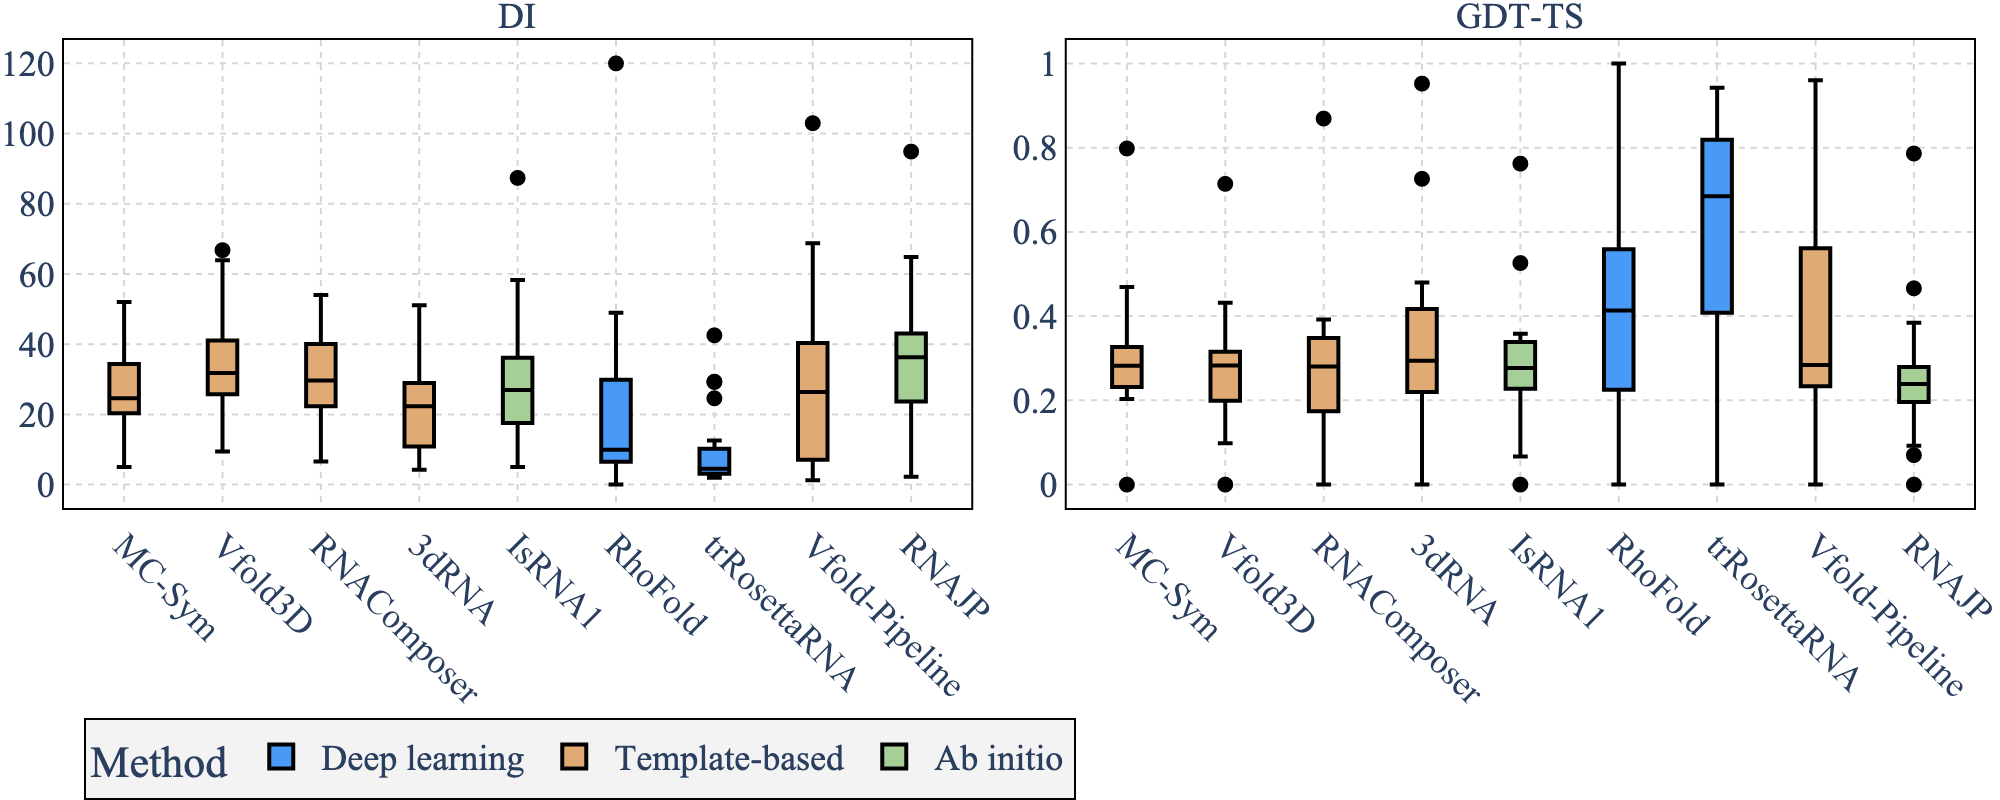 DI
GDT-TS
120
100
80
60
40
20
0
MC-Sym
Vfold3D
RNAComposer
3dRNA
IsRNA1
RhoFold
trRosettaRNA
Vfold-Pipeline
RNAJP
1
0.8
0.6
0.4
0.2
0
MC-Sym
Vfold3D
RNAComposer
3dRNA
IsRNA1
RhoFold
trRosettaRNA
Vfold-Pipeline
RNAJP
Method Deep learning Template-based Ab initio